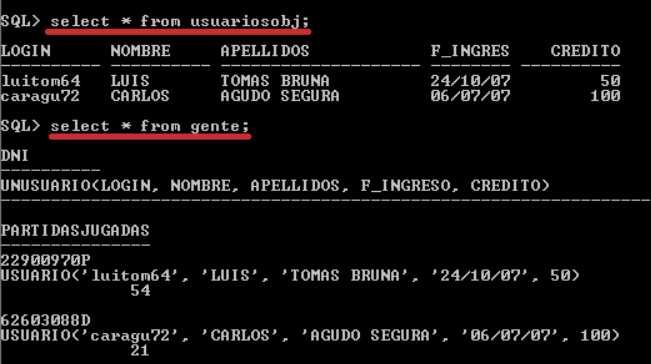 SQL> select * from usuariosobj;
LOGIN      NOMBRE     APELLIDOS            F_INGRES    CREDITO
---------- ---------- -------------------- -------- ----------
luitom64   LUIS       TOMAS BRUNA          24/10/07         50
caragu72   CARLOS     AGUDO SEGURA         06/07/07        100
SQL> select * from gente;
DNI
----------
UNUSUARIO(LOGIN, NOMBRE, APELLIDOS, F_INGRESO, CREDITO)
--------------------------------------------------------------------------------
PARTIDASJUGADAS
---------------
22900970P
USUARIO('luitom64', 'LUIS', 'TOMAS BRUNA', '24/10/07', 50)
             54
62603088D
USUARIO('caragu72', 'CARLOS', 'AGUDO SEGURA', '06/07/07', 100)
             21